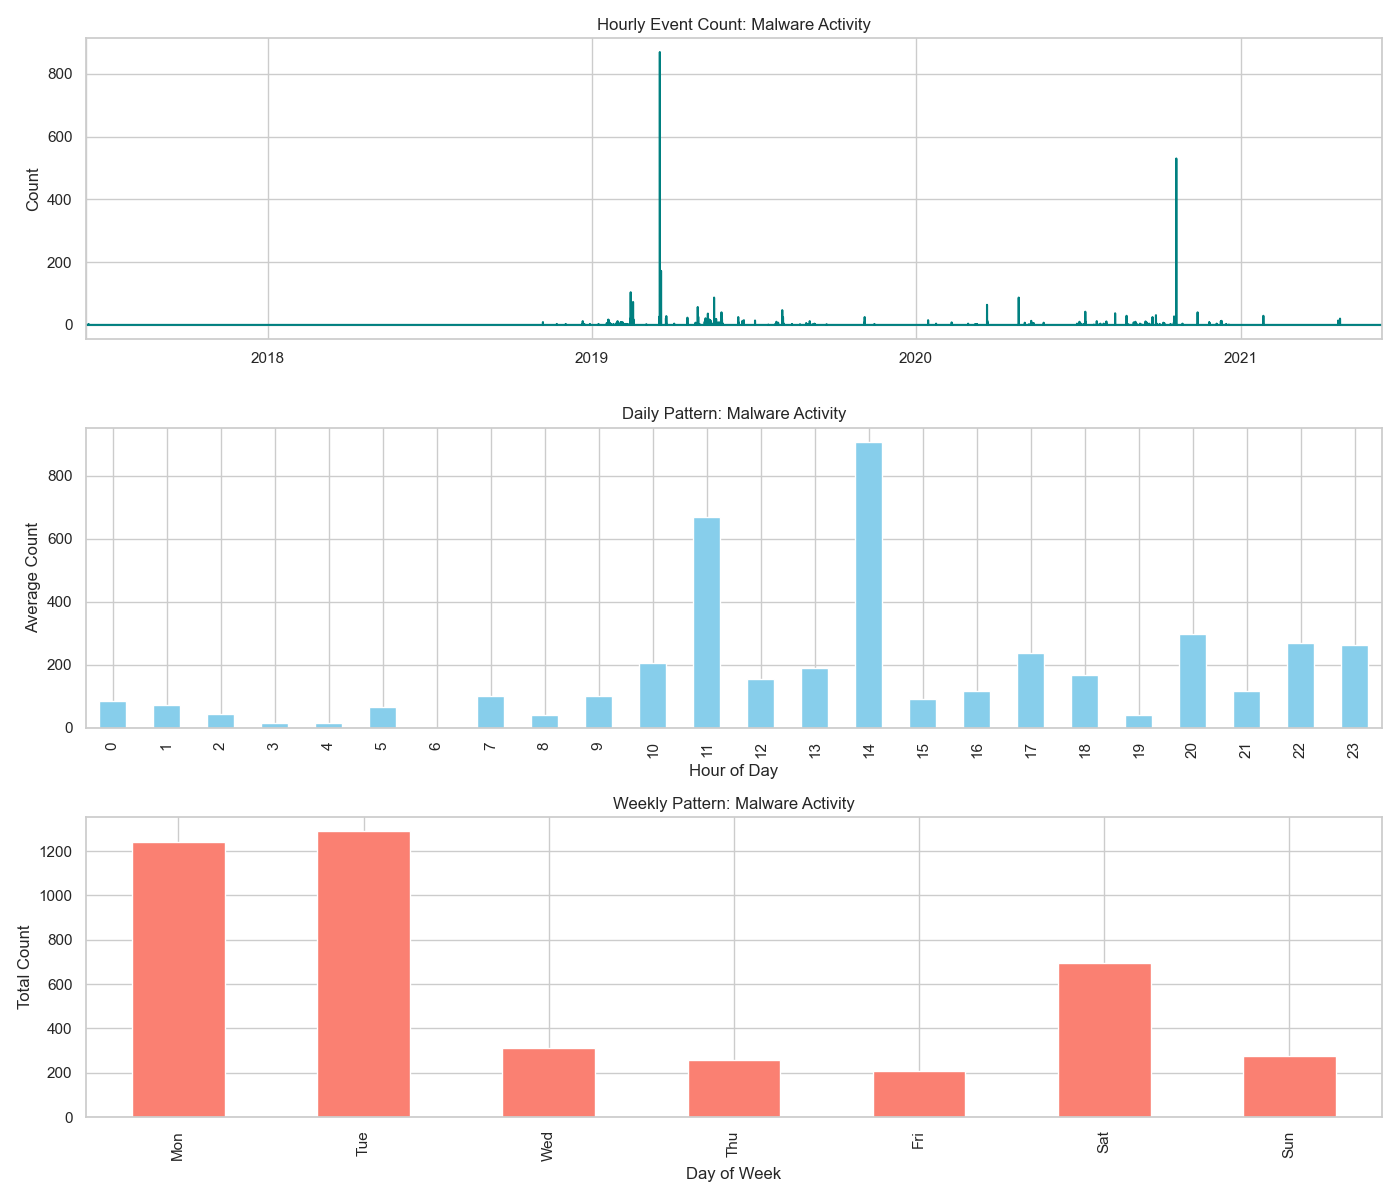 Hourly Event Count: Malware Activity
Count
800
600
400
200
0
2018 2019 2020 2021
Daily Pattern: Malware Activity
Average Count
800
600
400
200
0
0 1 2 3 4 5 6 7 8 9 10 11 12 13 14 15 16 17 18 19 20 21 22 23
Hour of Day
Weekly Pattern: Malware Activity
Total Count
1200
1000
800
600
400
200
0
Mon Tue Wed Thu Fri Sat Sun
Day of Week